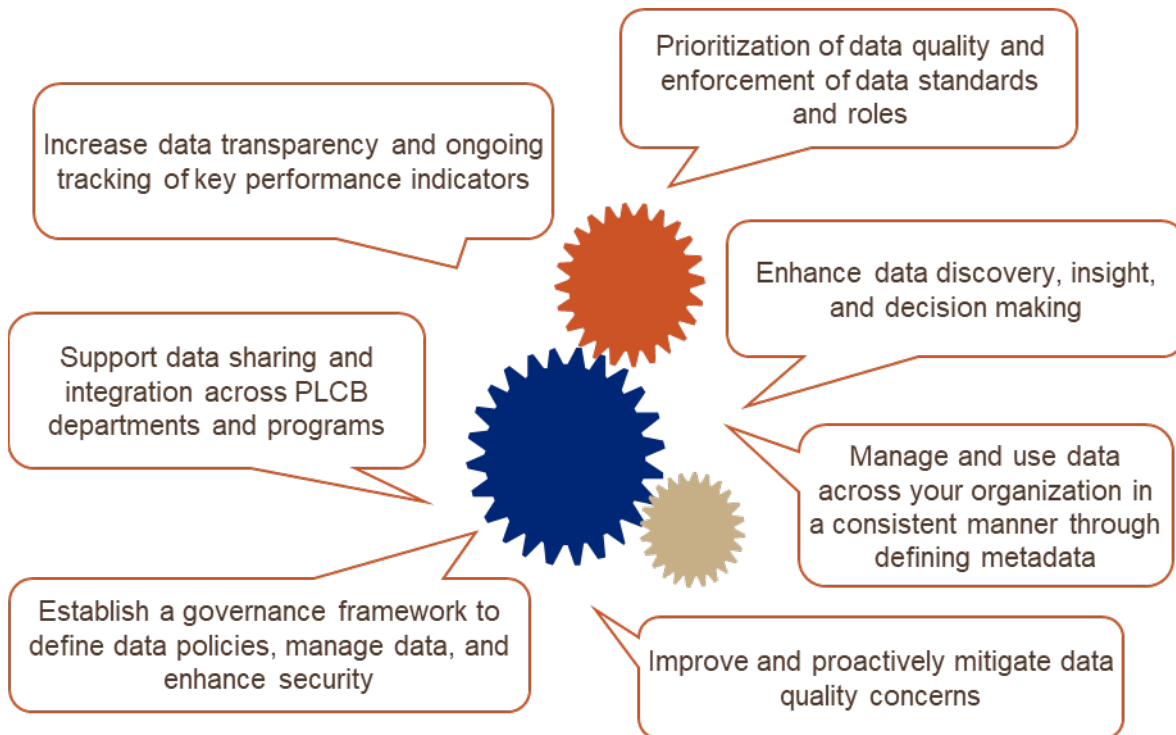 Prioritization of data quality and
enforcement of data standards
and roles
Increase data transparency and ongoing
tracking of key performance indicators
Enhance data discovery, insight,
and decision making
Support data sharing and
integration across PLCB
departments and programs
Manage and use data
across your organization in
a consistent manner through
defining metadata
Establish a governance framework to
define data policies, manage data, and
enhance security
Improve and proactively mitigate data
quality concerns